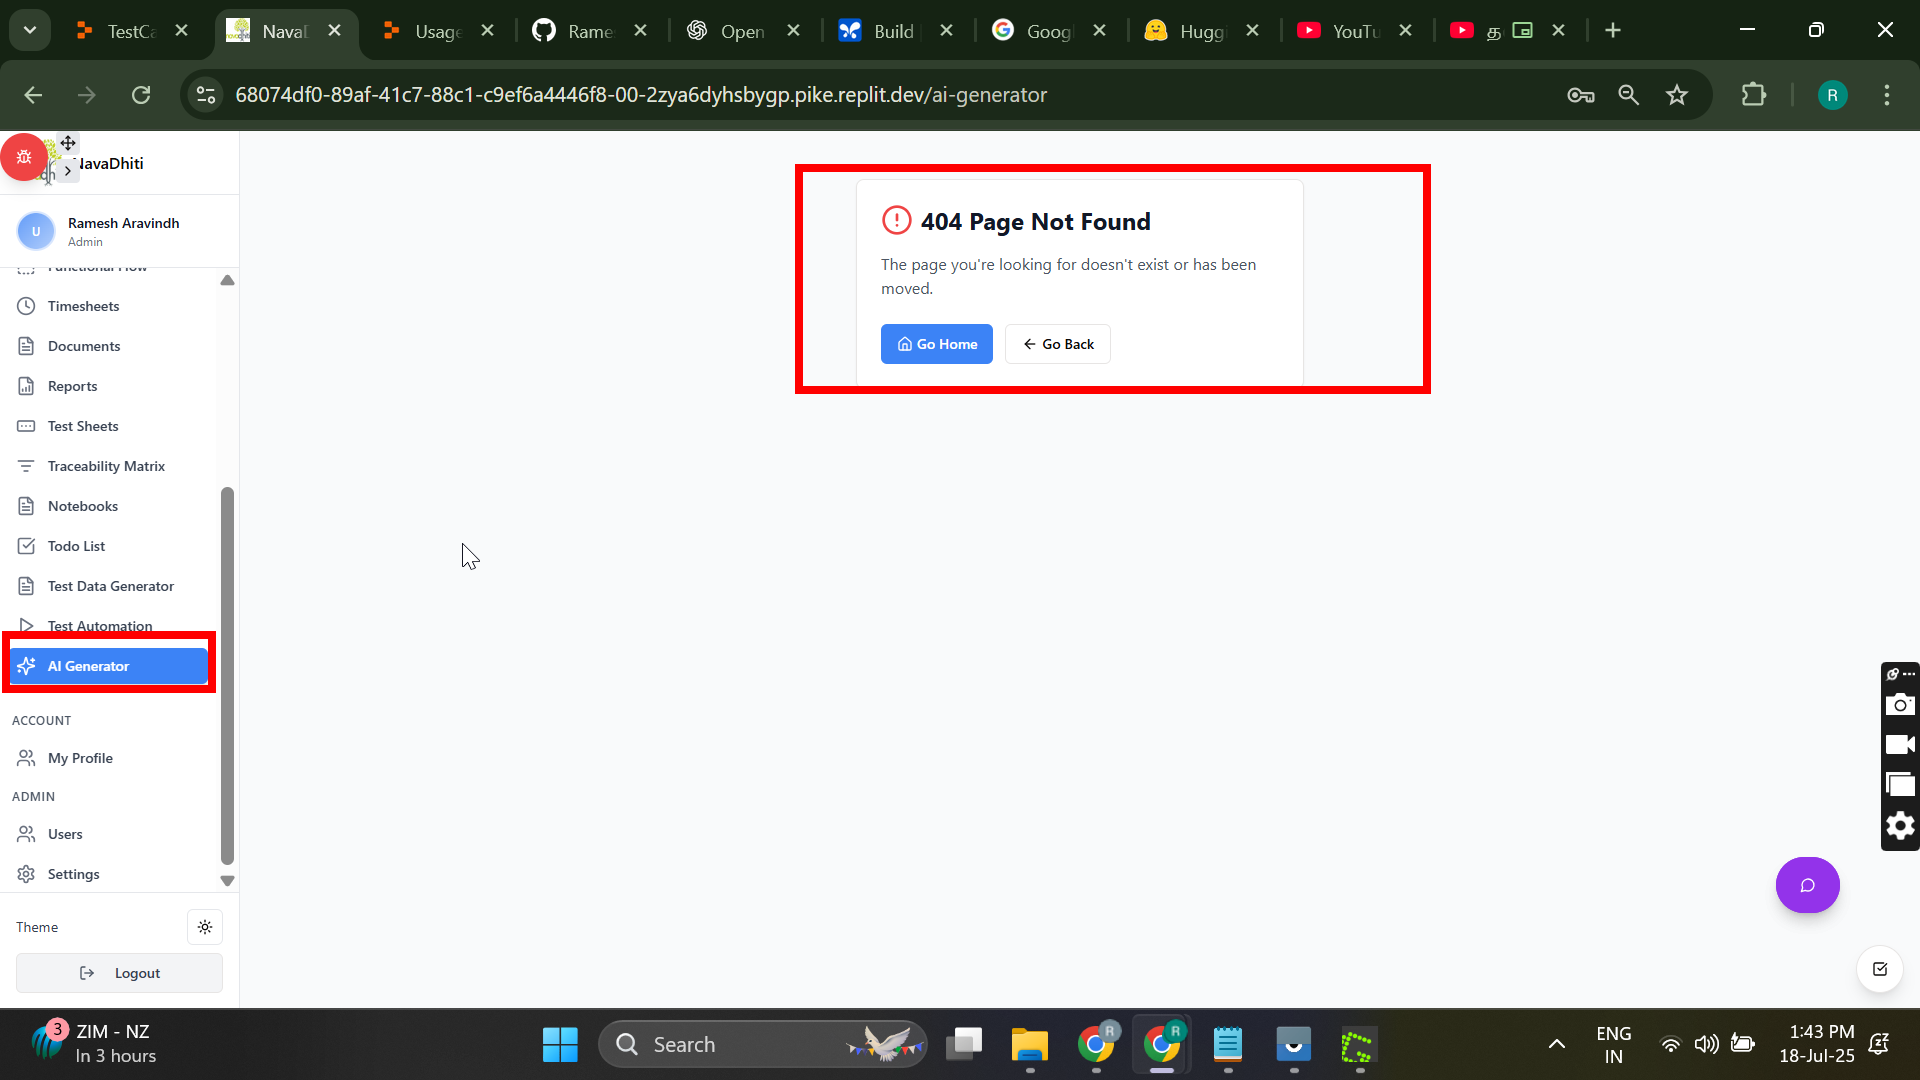 TestCa
NavaD
Usage
Rame
Open
Build
Goog
Huggi
YouTu
த
68074df0-89af-41c7-88c1-c9ef6a4446f8-00-2zya6dyhsbygp.pike.replit.dev/ai-generator
R
NavaDhiti
U
Ramesh Aravindh
Admin
Functional Flow
Timesheets
Documents
Reports
Test Sheets
Traceability Matrix
Notebooks
Todo List
Test Data Generator
Test Automation
AI Generator
ACCOUNT
My Profile
ADMIN
Users
Settings
Theme
Logout
404 Page Not Found
The page you're looking for doesn't exist or has been
moved.
Go Home
Go Back
3
ZIM - NZ
In 3 hours
Search
R
R
ENG
IN
1:43 PM
18-Jul-25